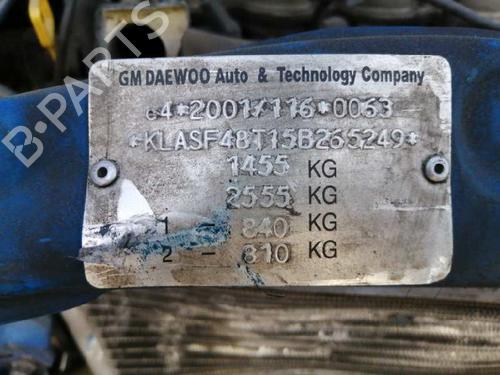 GM DAEWOO Auto & Technology Company
e4*2001/116*0063
*KLASF48T15B265249*
1455 KG
2555 KG
1 - 840 KG
2 - 810 KG
B-PARTS